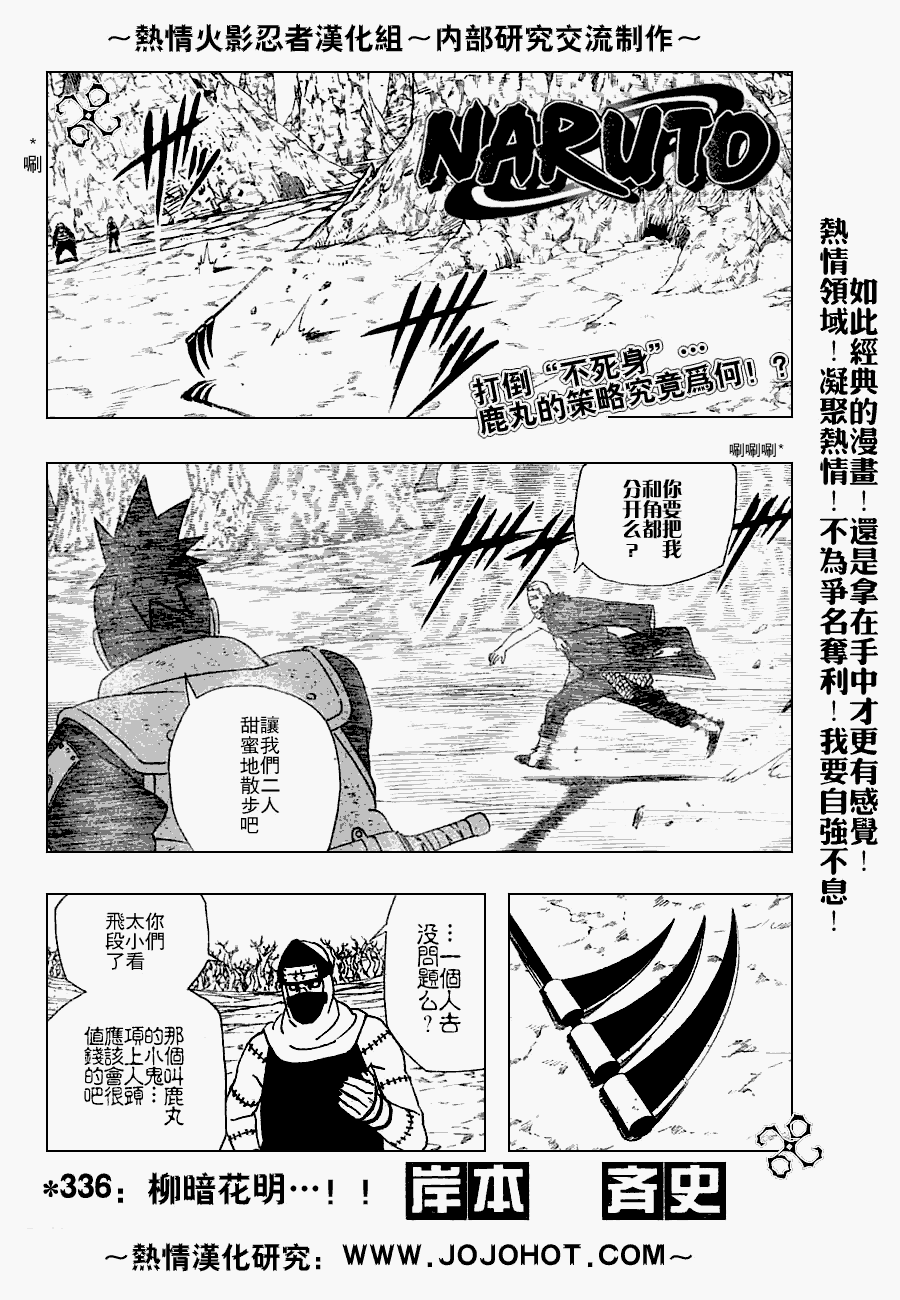 ～熱情火影忍者漢化組～内部研究交流制作～
NARUTO
*
唰
打倒“不死身”…
鹿丸的策略究竟爲何！？
如此經典的漫畫！還是拿在手中才更有感覺！
熱情領域！凝聚熱情！不為爭名奪利！我要自強不息！
唰唰唰*
你要把我
和角都
分开么？
讓我們二人
甜蜜地散步吧
…一個人去
没問題么？
你們
太小看
飛段了
那個叫鹿丸
的小鬼…
項上人頭
應該會很
值錢的吧
*336：柳暗花明…！！
岸本 斉史
～熱情漢化研究：WWW.JOJOHOT.COM～